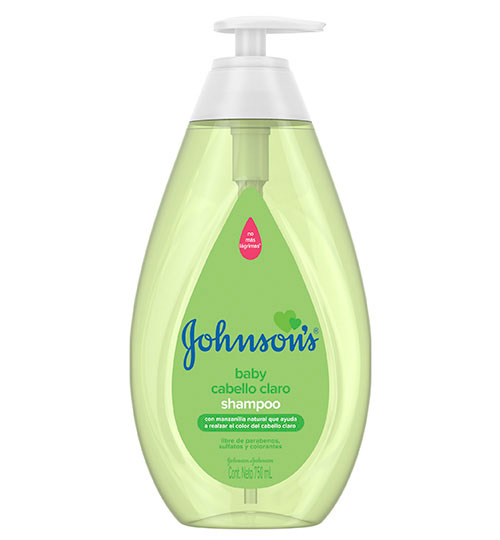 no
más
lágrimas®
Johnson's®
baby
cabello claro
shampoo
con manzanilla natural que ayuda
a realzar el color del cabello claro
libre de parabenos,
sulfatos y colorantes
Johnson & Johnson
Cont. Neto 750 mL